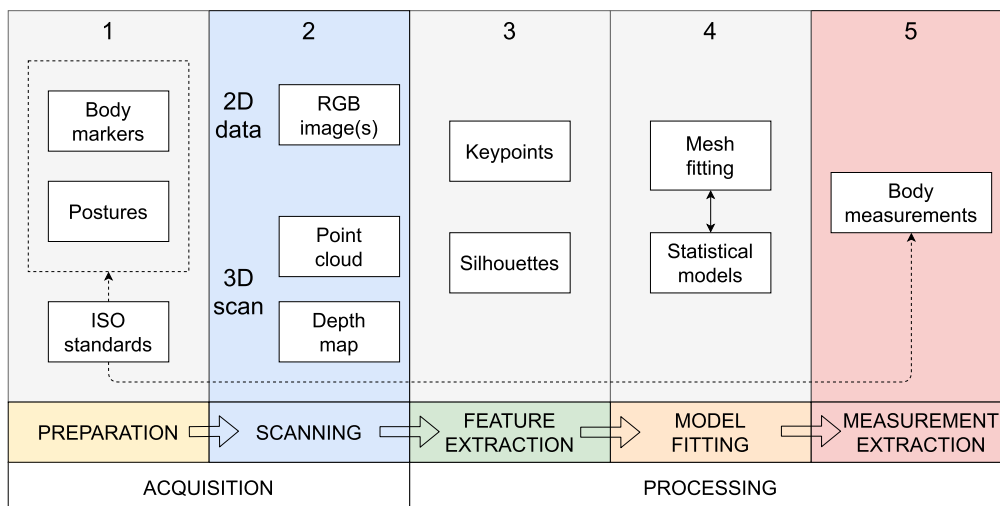 1
2
3
4
5
Body
markers
Postures
ISO
standards
2D
data
RGB
image(s)
3D
scan
Point
cloud
Depth
map
Keypoints
Silhouettes
Mesh
fitting
Statistical
models
Body
measurements
PREPARATION
SCANNING
FEATURE
EXTRACTION
MODEL
FITTING
MEASUREMENT
EXTRACTION
ACQUISITION
PROCESSING